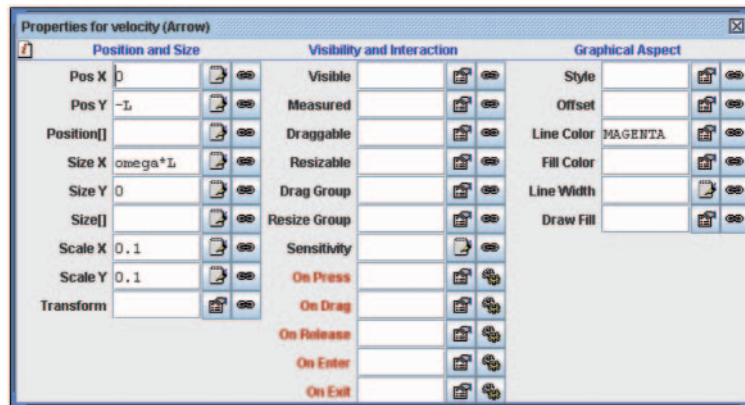 Properties for velocity (Arrow)
Position and Size
Pos X 0
Pos Y -L
Position[]
Size X omega*L
Size Y 0
Size[]
Scale X 0.1
Scale Y 0.1
Transform
Visibility and Interaction
Visible
Measured
Draggable
Resizable
Drag Group
Resize Group
Sensitivity
On Press
On Drag
On Release
On Enter
On Exit
Graphical Aspect
Style
Offset
Line Color MAGENTA
Fill Color
Line Width
Draw Fill